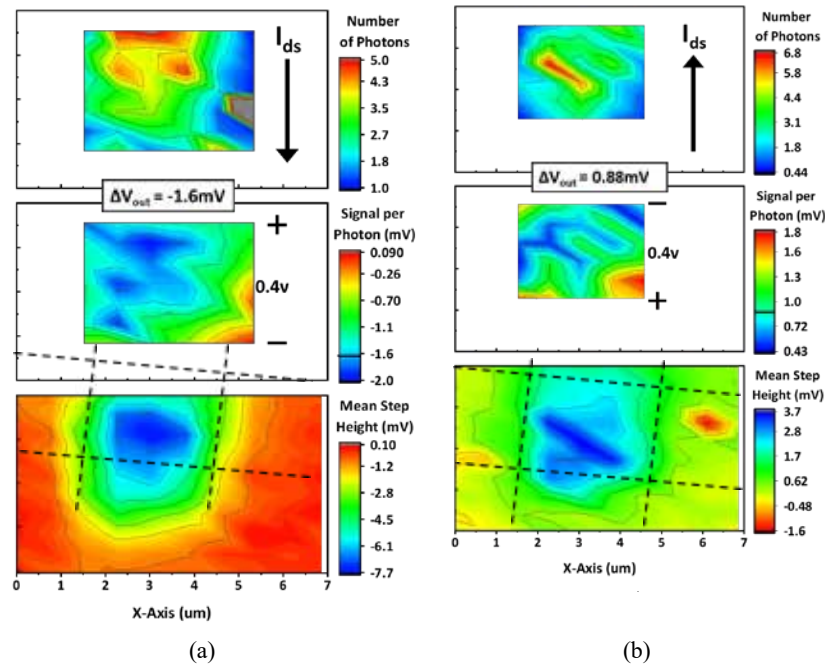 Number
of Photons
I_ds
5.0
4.3
3.7
2.7
1.8
1.0
ΔV_out = -1.6mV
Signal per
Photon (mV)
+
0.4v
−
0.090
-0.26
-0.70
-1.1
-1.6
-2.0
Mean Step
Height (mV)
0.10
-1.2
-2.9
-4.5
-6.1
-7.7
0 1 2 3 4 5 6 7
X-Axis (um)
(a)
Number
of Photons
I_ds
6.8
5.6
4.4
3.0
1.7
0.44
ΔV_out = 0.88mV
Signal per
Photon (mV)
−
0.4v
+
1.8
1.6
1.3
1.0
0.72
0.43
Mean Step
Height (mV)
3.7
2.8
1.6
0.62
-0.48
-1.6
0 1 2 3 4 5 6 7
X-Axis (um)
(b)